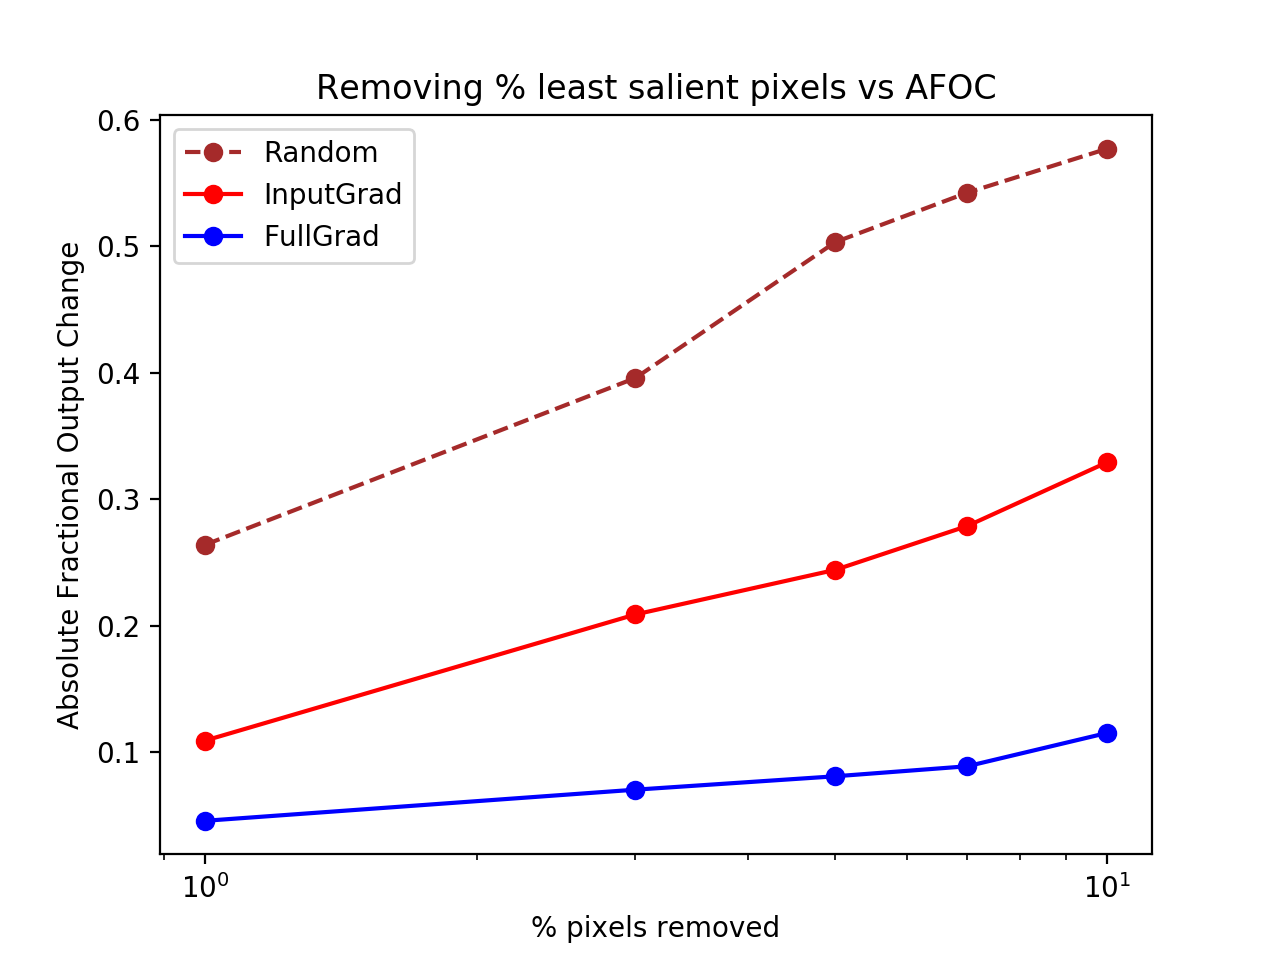 Removing % least salient pixels vs AFOC
0.6
0.5
0.4
0.3
0.2
0.1
Absolute Fractional Output Change
Random
InputGrad
FullGrad
10⁰
10¹
% pixels removed